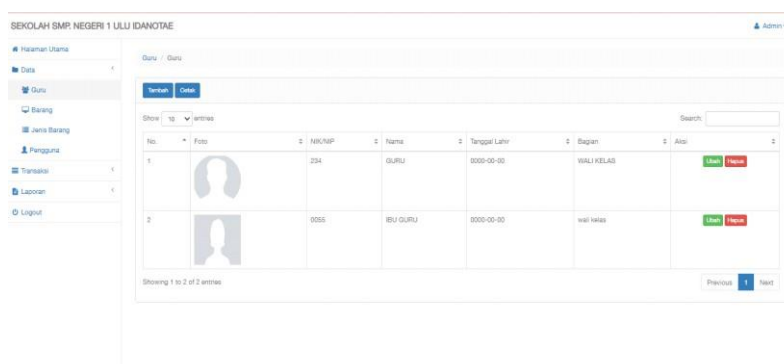 SEKOLAH SMP. NEGERI 1 ULU IDANOTAE
Admin
Halaman Utama
Data
Guru
Barang
Jenis Barang
Pengguna
Transaksi
Laporan
Logout
Guru / Guru
Tambah Cetak
Show 10 entries
Search:
No. Foto NIK/NIP Nama Tanggal Lahir Bagian Aksi
1 234 GURU 0000-00-00 WALI KELAS Ubah Hapus
2 0055 IBU GURU 0000-00-00 wali kelas Ubah Hapus
Showing 1 to 2 of 2 entries
Previous 1 Next